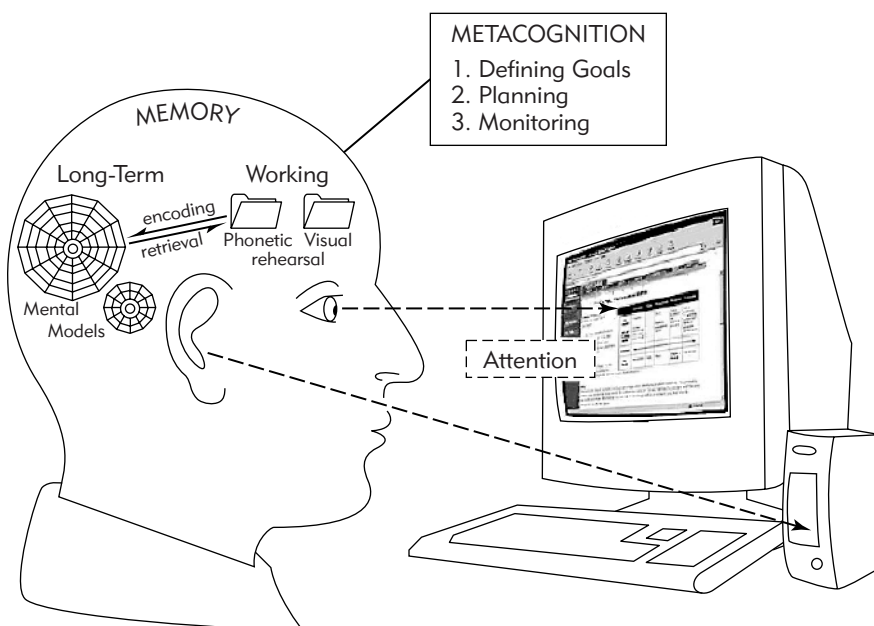 METACOGNITION
1. Defining Goals
2. Planning
3. Monitoring
MEMORY
Long-Term
Working
encoding
retrieval
Phonetic Visual
rehearsal
Mental
Models
Attention